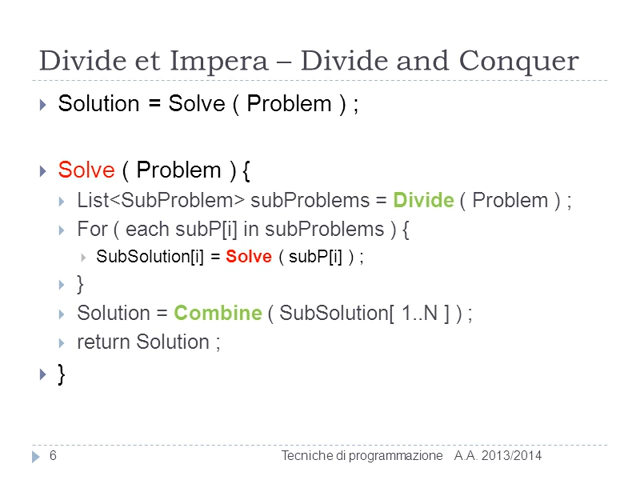 Divide et Impera – Divide and Conquer
Solution = Solve ( Problem ) ;
Solve ( Problem ) {
List<SubProblem> subProblems = Divide ( Problem ) ;
For ( each subP[i] in subProblems ) {
SubSolution[i] = Solve ( subP[i] ) ;
}
Solution = Combine ( SubSolution[ 1..N ] ) ;
return Solution ;
}
6 Tecniche di programmazione A.A. 2013/2014